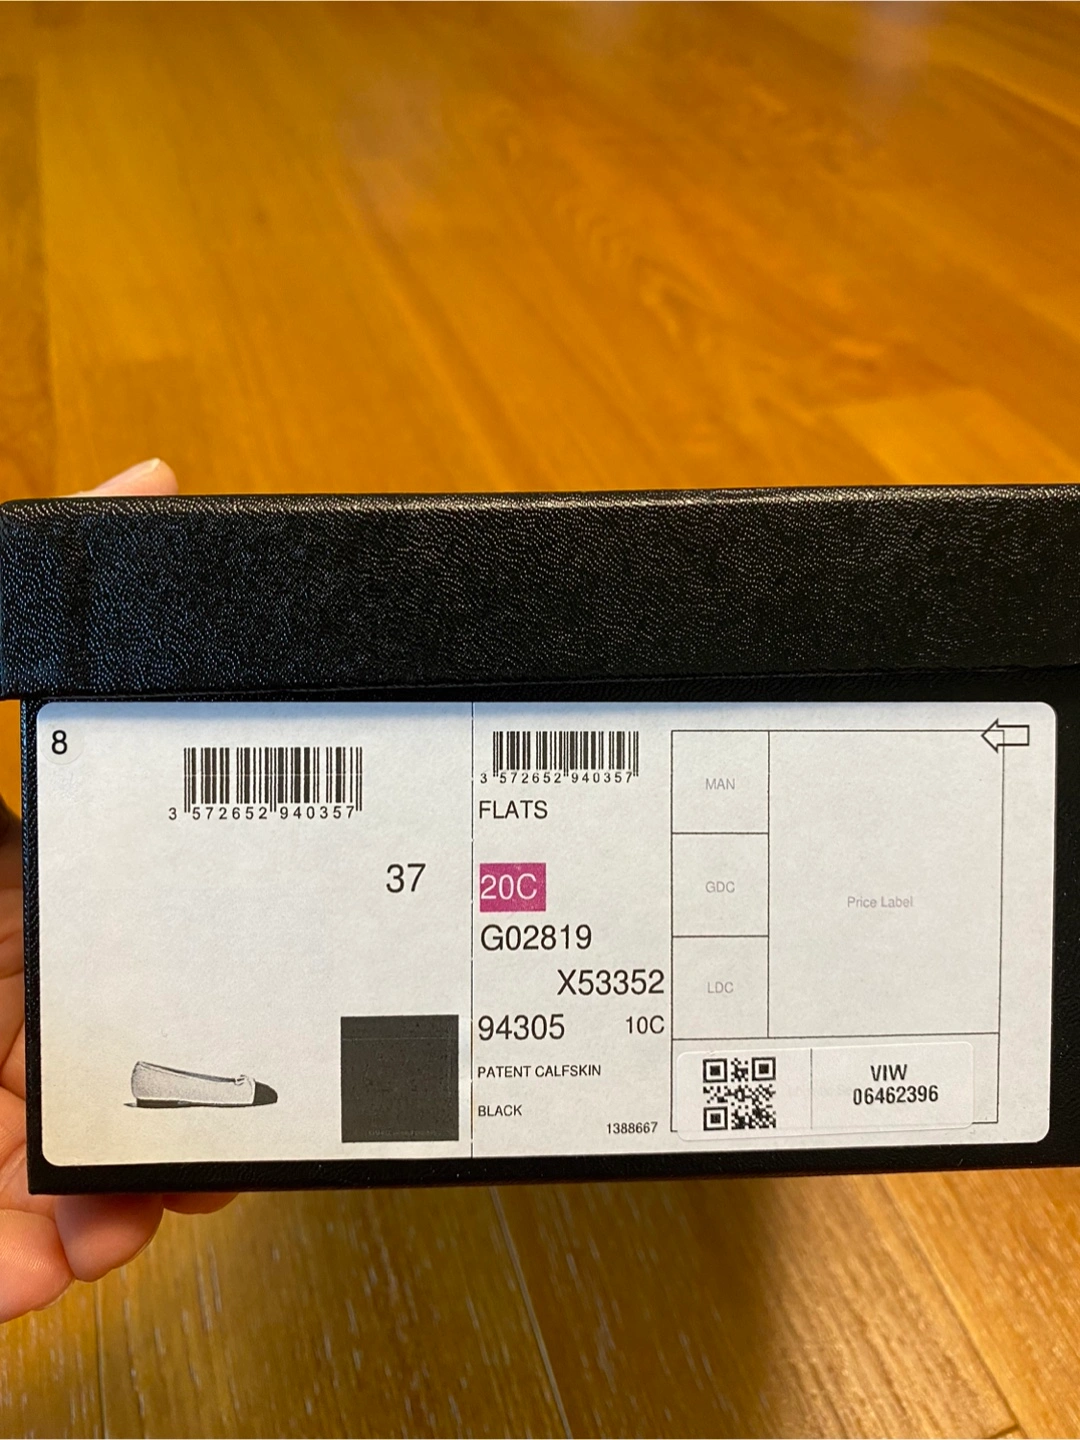 8
3 572652 940357
37
3 572652 940357
FLATS
20C
G02819
X53352
94305 10C
PATENT CALFSKIN
BLACK
1388667
MAN
GDC
LDC
Price Label
VIW
06462396